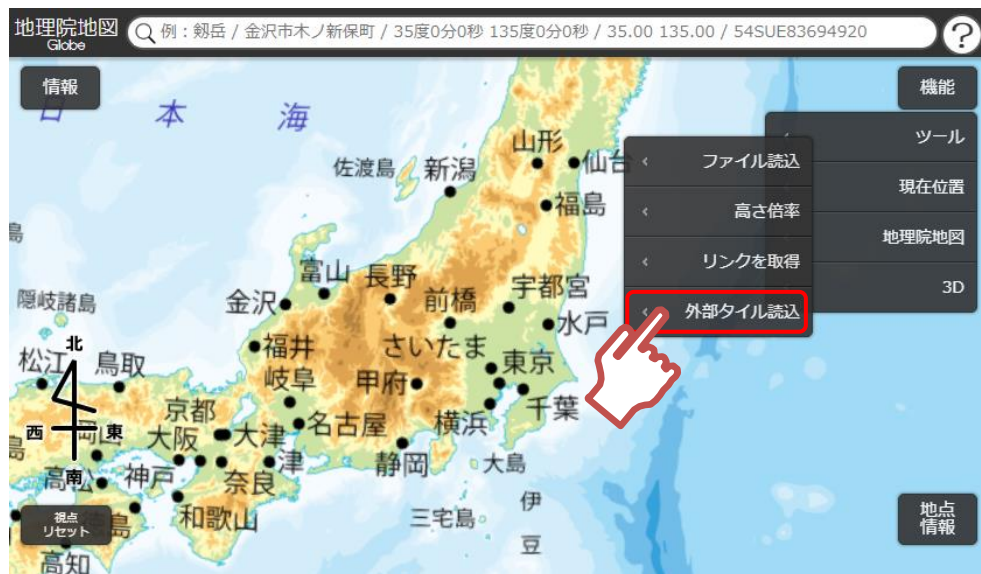 地理院地図
Globe
例：剱岳 / 金沢市木ノ新保町 / 35度0分0秒 135度0分0秒 / 35.00 135.00 / 54SUE83694920
?
情報
機能
日本海
ツール
現在位置
地理院地図
3D
ファイル読込
高さ倍率
リンクを取得
外部タイル読込
山形
仙台
佐渡島
新潟
福島
島
富山
長野
前橋
宇都宮
隠岐諸島
金沢
水戸
北
松江
鳥取
福井
さいたま
東京
岐阜
甲府
京都
千葉
西
東
岡山
大阪
大津
名古屋
横浜
島
津
静岡
大島
高松
南
神戸
奈良
伊
豆
視点
リセット
徳島
和歌山
三宅島
高知
地点
情報